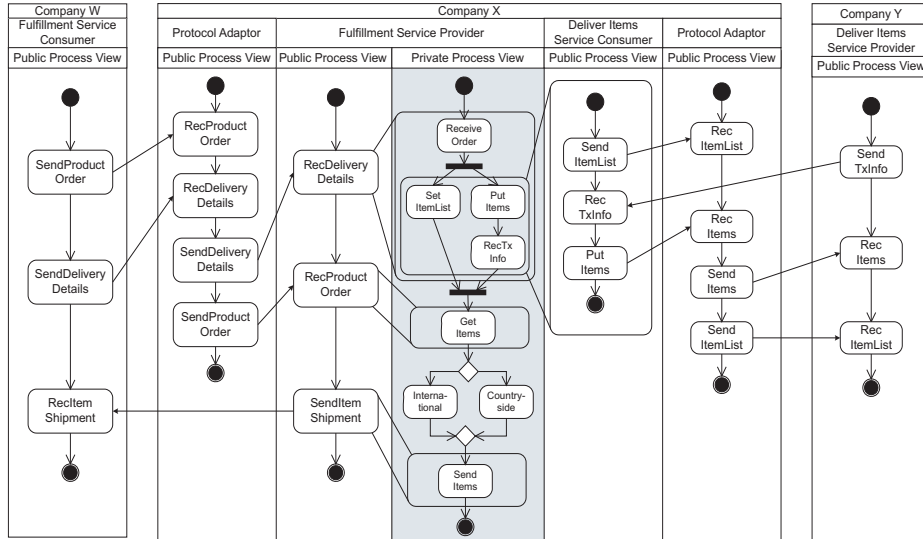 Company W
Company X
Company Y
Fulfillment Service
Consumer
Protocol Adaptor
Fulfillment Service Provider
Deliver Items
Service Consumer
Protocol Adaptor
Deliver Items
Service Provider
Public Process View
Public Process View
Public Process View
Private Process View
Public Process View
Public Process View
Public Process View
SendProduct
Order
SendDelivery
Details
RecItem
Shipment
RecProduct
Order
RecDelivery
Details
SendDelivery
Details
SendProduct
Order
RecDelivery
Details
RecProduct
Order
SendItem
Shipment
Receive
Order
Set
ItemList
Put
Items
RecTx
Info
Get
Items
Interna-
tional
Country-
side
Send
Items
Send
ItemList
Rec
TxInfo
Put
Items
Rec
ItemList
Rec
Items
Send
Items
Send
ItemList
Send
TxInfo
Rec
Items
Rec
ItemList